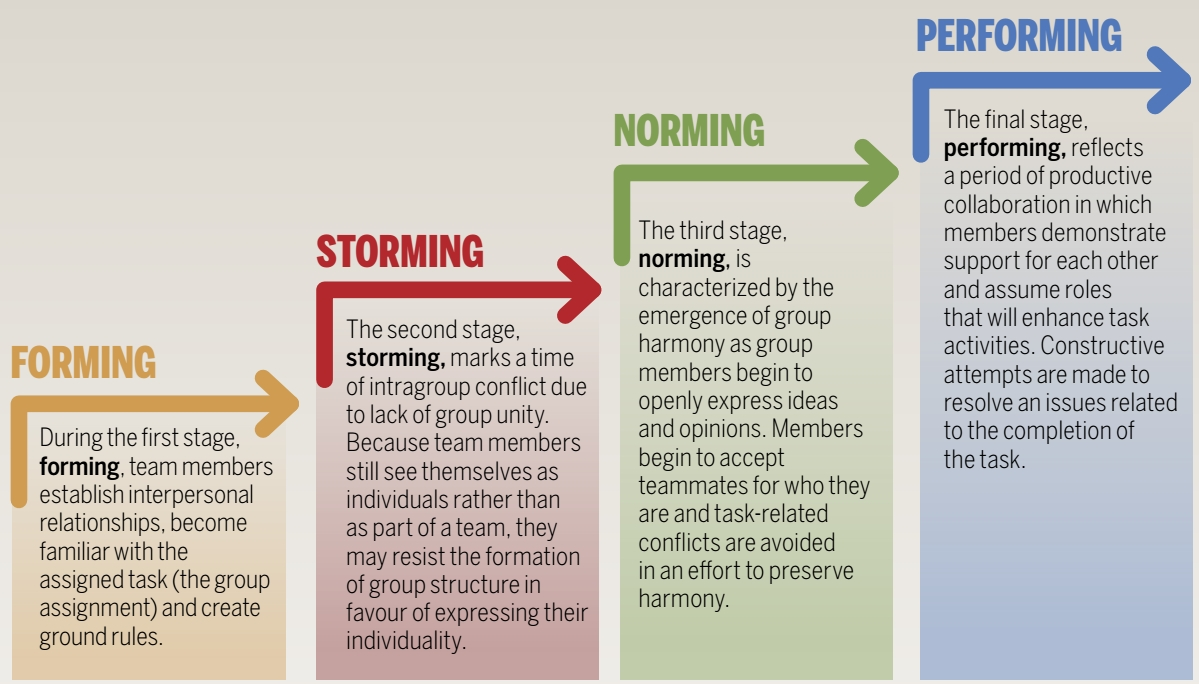 FORMING
During the first stage,
forming, team members
establish interpersonal
relationships, become
familiar with the
assigned task (the group
assignment) and create
ground rules.
STORMING
The second stage,
storming, marks a time
of intragroup conflict due
to lack of group unity.
Because team members
still see themselves as
individuals rather than
as part of a team, they
may resist the formation
of group structure in
favour of expressing their
individuality.
NORMING
The third stage,
norming, is
characterized by the
emergence of group
harmony as group
members begin to
openly express ideas
and opinions. Members
begin to accept
teammates for who they
are and task-related
conflicts are avoided
in an effort to preserve
harmony.
PERFORMING
The final stage,
performing, reflects
a period of productive
collaboration in which
members demonstrate
support for each other
and assume roles
that will enhance task
activities. Constructive
attempts are made to
resolve an issues related
to the completion of
the task.